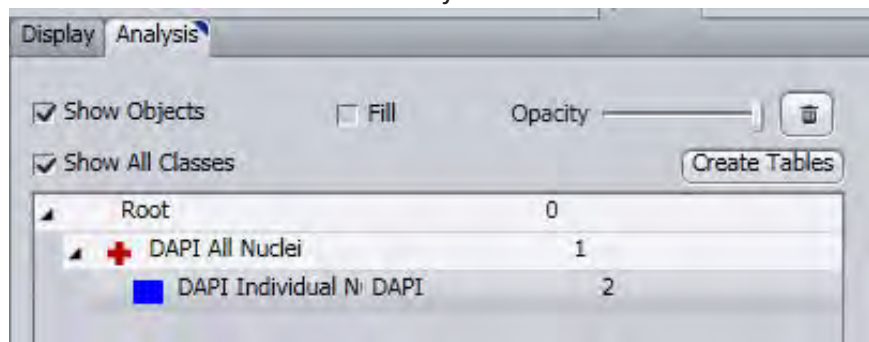 Display Analysis
Show Objects Fill Opacity
Show All Classes Create Tables
Root 0
DAPI All Nuclei 1
DAPI Individual N DAPI 2